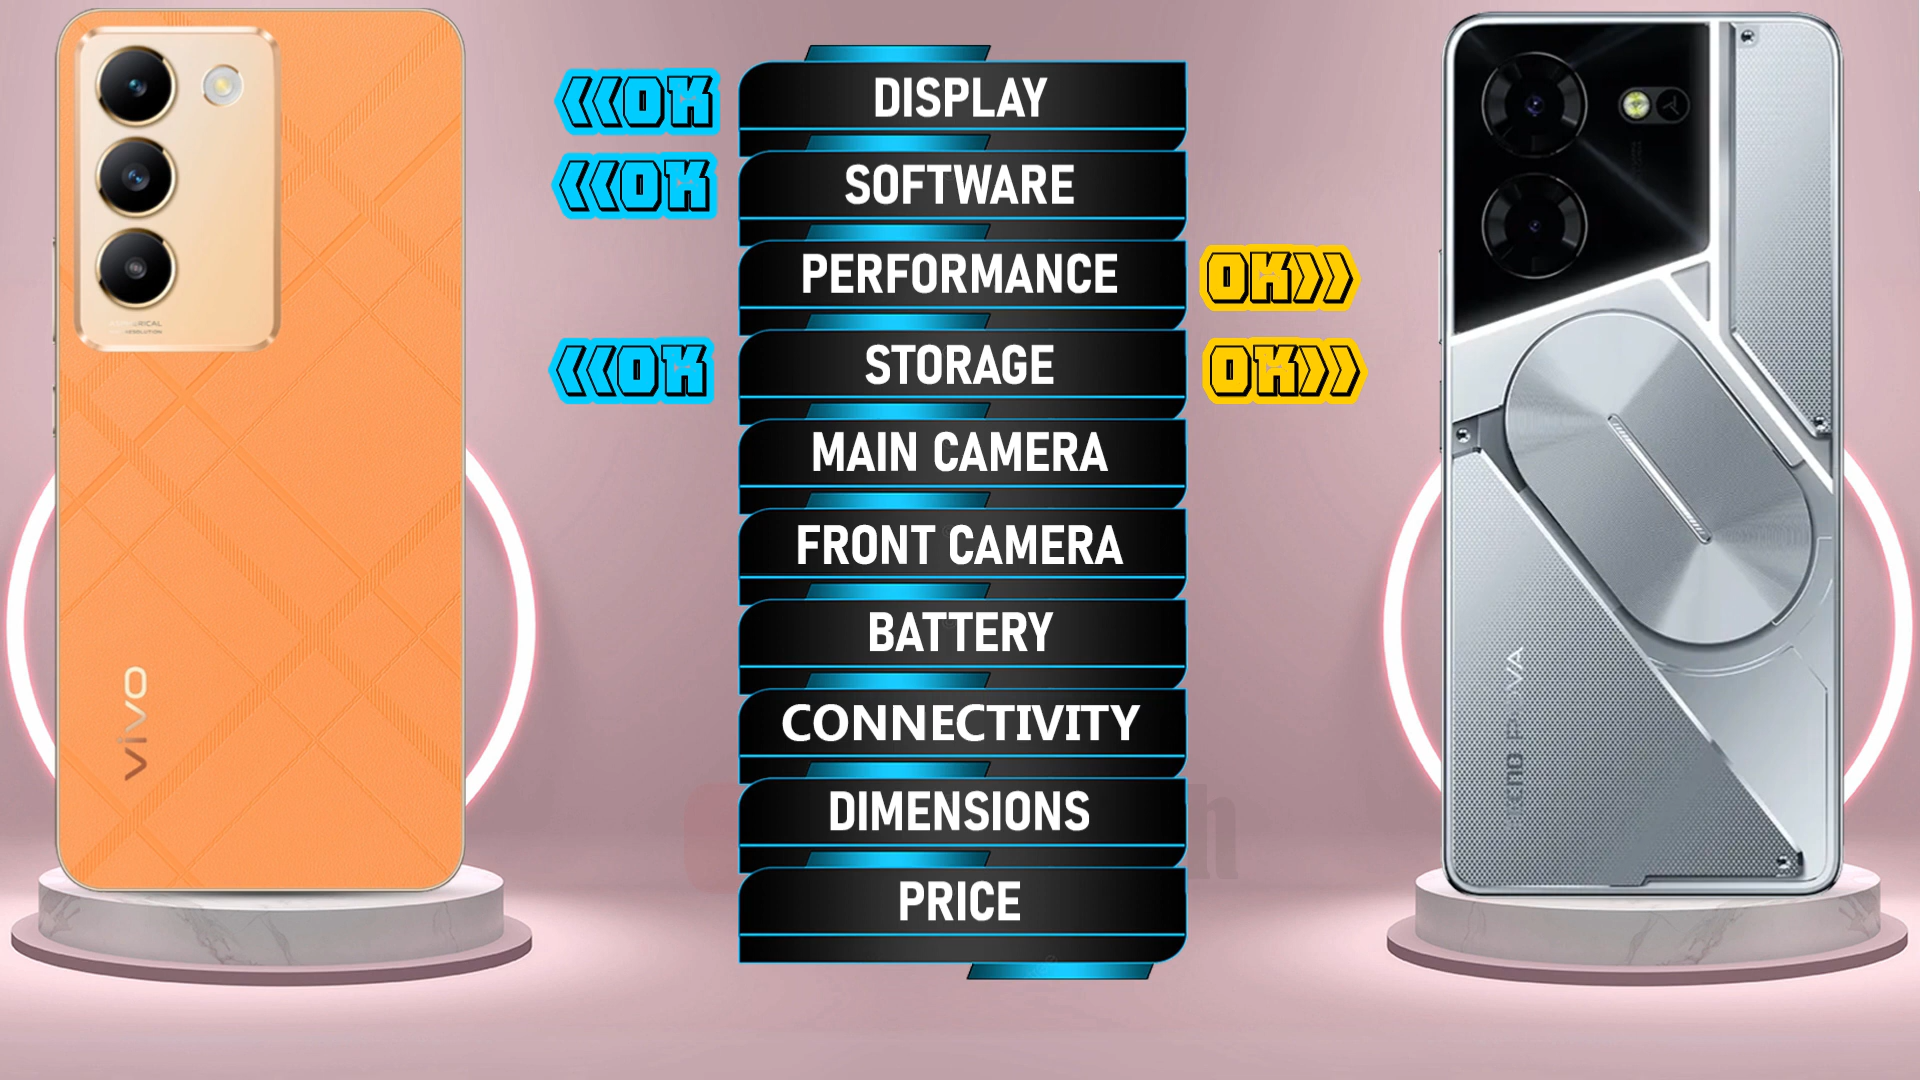 <<OK DISPLAY
<<OK SOFTWARE
PERFORMANCE OK>>
<<OK STORAGE OK>>
MAIN CAMERA
FRONT CAMERA
BATTERY
CONNECTIVITY
DIMENSIONS
PRICE
vivo